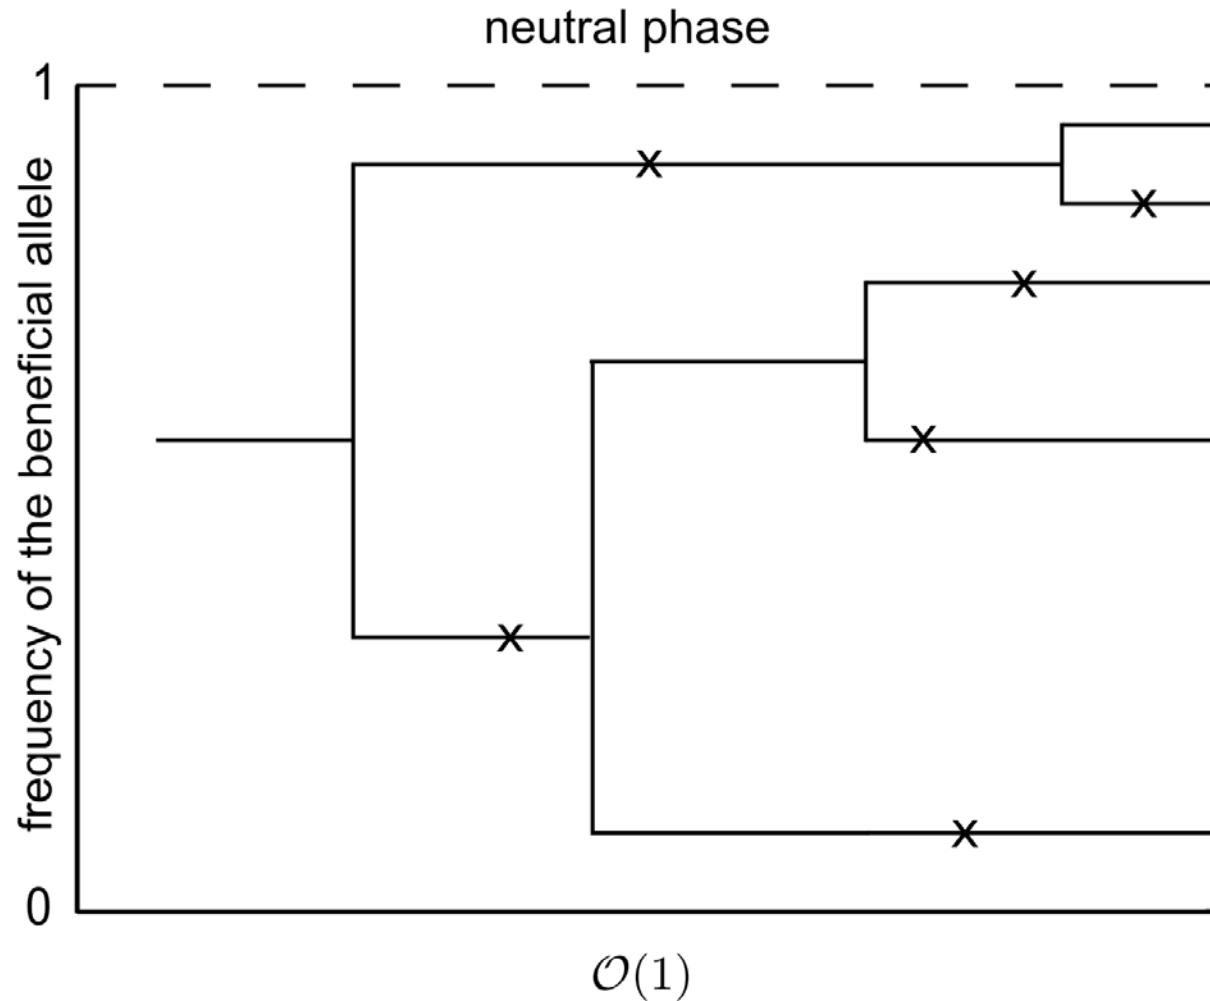 neutral phase
1
frequency of the beneficial allele
0
x
x
x
x
x
x
𝒪(1)